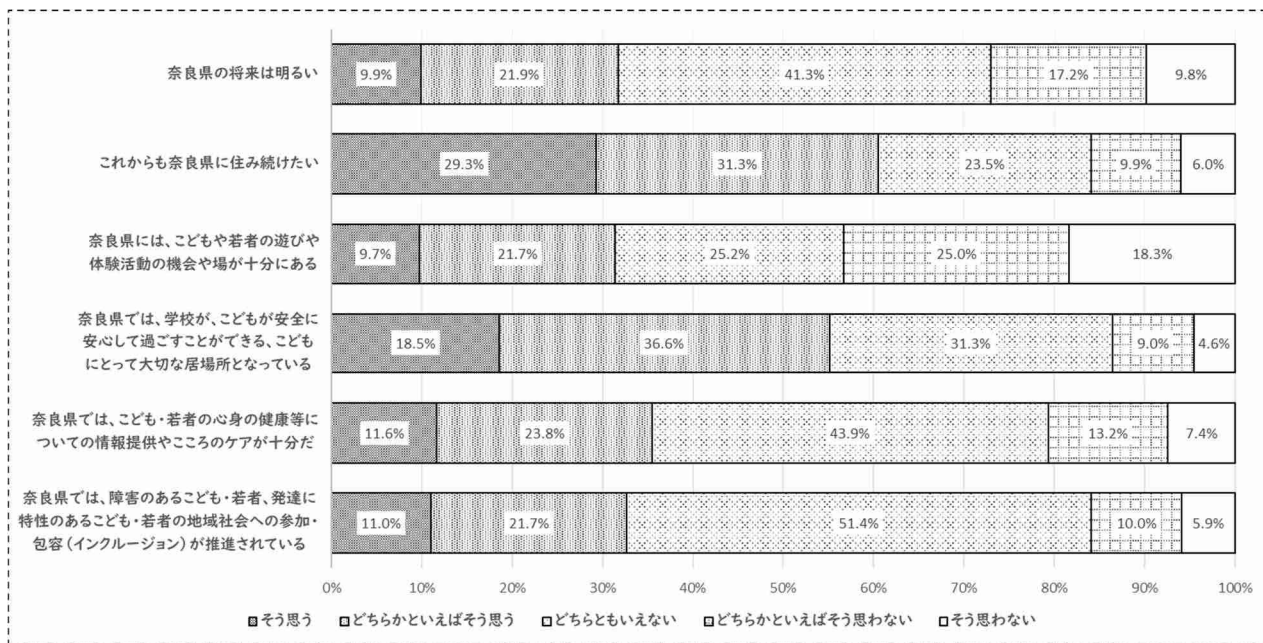 奈良県の将来は明るい
9.9%
21.9%
41.3%
17.2%
9.8%
これからも奈良県に住み続けたい
29.3%
31.3%
23.5%
9.9%
6.0%
奈良県には、こどもや若者の遊びや
体験活動の機会や場が十分にある
9.7%
21.7%
25.2%
25.0%
18.3%
奈良県では、学校が、こどもが安全に
安心して過ごすことができる、こども
にとって大切な居場所となっている
18.5%
36.6%
31.3%
9.0%
4.6%
奈良県では、こども・若者の心身の健康等に
ついての情報提供やこころのケアが十分だ
11.6%
23.8%
43.9%
13.2%
7.4%
奈良県では、障害のあるこども・若者、発達に
特性のあるこども・若者の地域社会への参加・
包容(インクルージョン)が推進されている
11.0%
21.7%
51.4%
10.0%
5.9%
0% 10% 20% 30% 40% 50% 60% 70% 80% 90% 100%
そう思う どちらかといえばそう思う どちらともいえない どちらかといえばそう思わない そう思わない